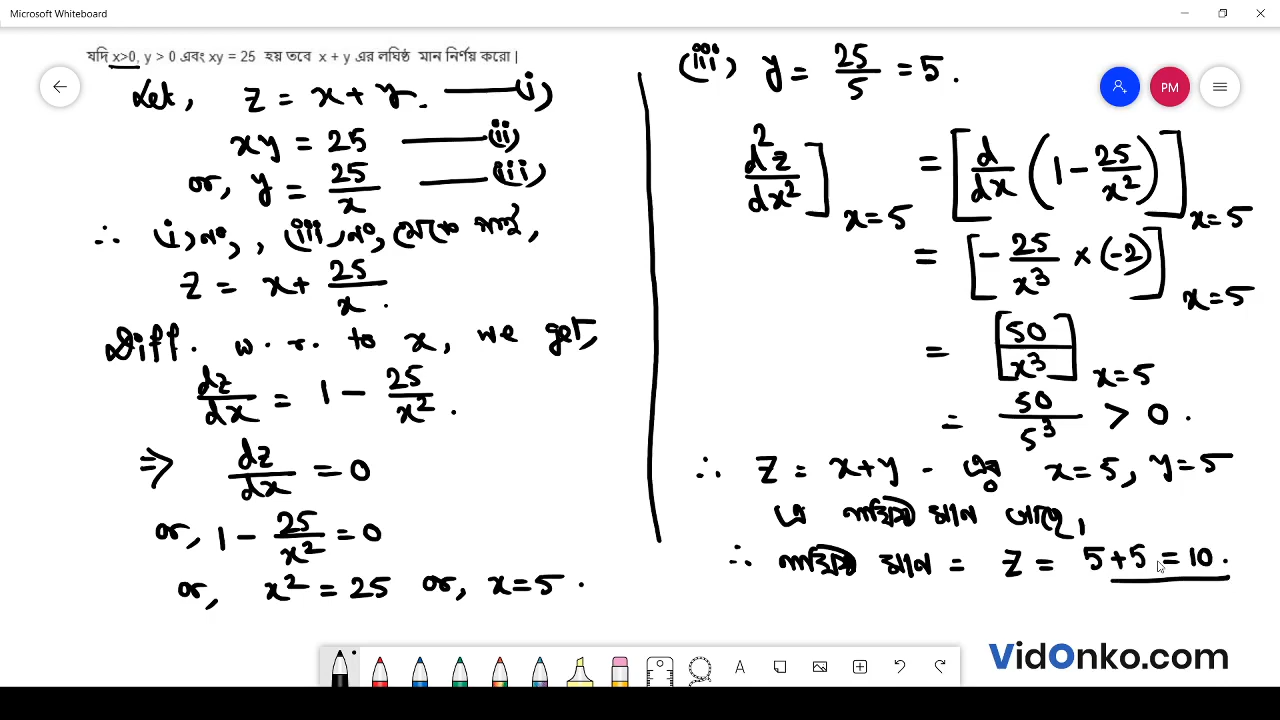 Microsoft Whiteboard
যদি x>0, y > 0 এবং xy = 25 হয় তবে x + y এর লঘিষ্ঠ মান নির্ণয় করো |
Let, z = x + y. —— (i)
xy = 25 —— (ii)
or, y = 25/x —— (iii)
∴ (i) নং, (iii) নং, থেকে পাই,
z = x + 25/x.
Diff. w. r. to x, we get,
dz/dx = 1 - 25/x².
⇒ dz/dx = 0
or, 1 - 25/x² = 0
or, x² = 25 or, x = 5.
(iii) y = 25/5 = 5.
d²z/dx²]x=5 = [d/dx (1 - 25/x²)]x=5
= [- 25/x³ × (-2)]x=5
= [50/x³]x=5
= 50/5³ > 0.
∴ z = x+y - এর x = 5, y = 5
এ লঘিষ্ঠ মান আছে,
∴ লঘিষ্ঠ মান = z = 5 + 5 = 10.
PM
A
VidOnko.com